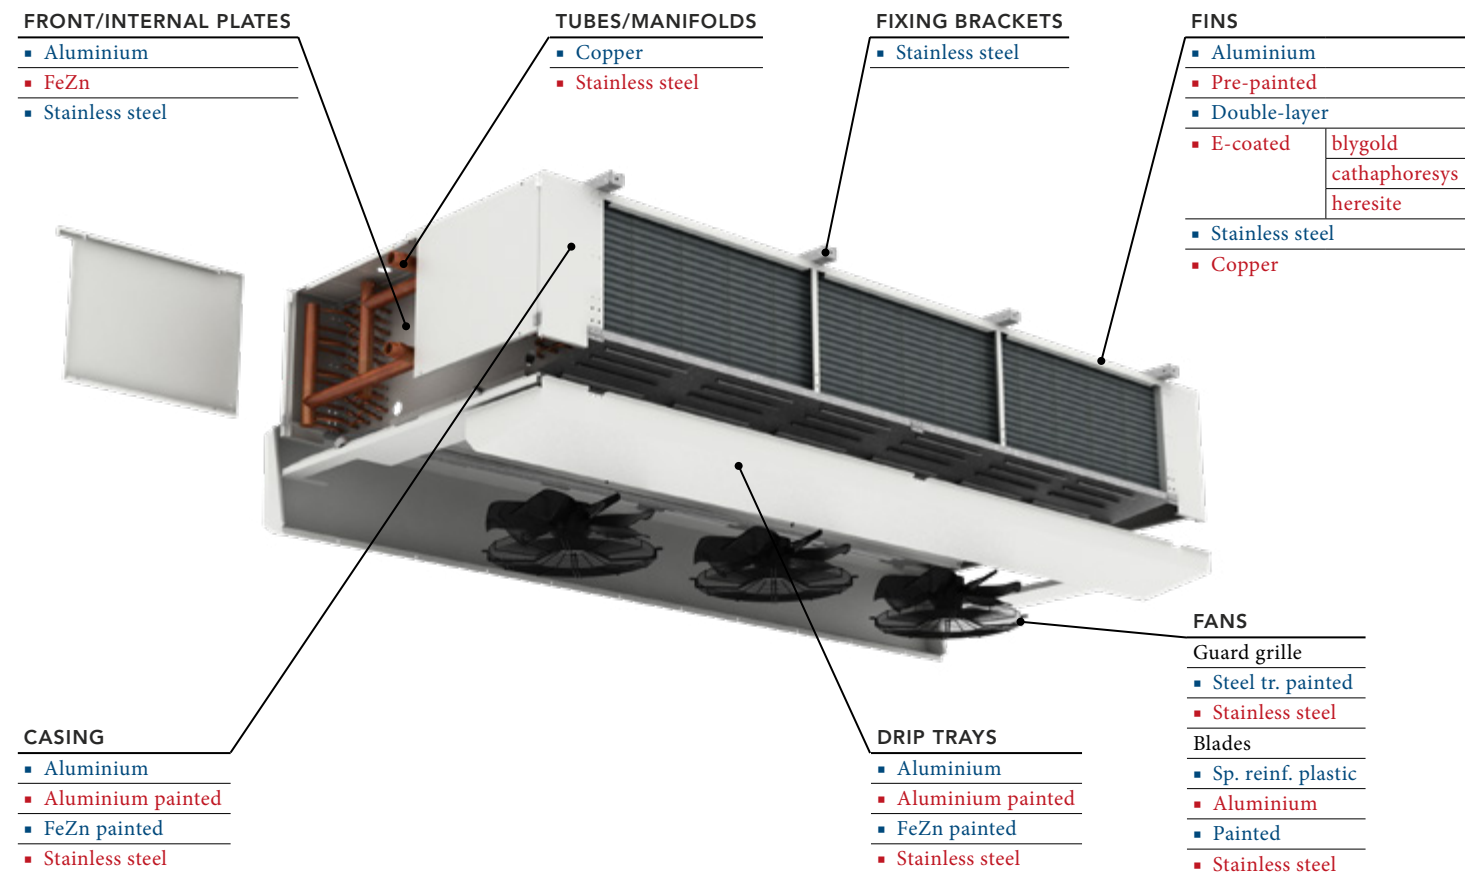 FRONT/INTERNAL PLATES
Aluminium
FeZn
Stainless steel
TUBES/MANIFOLDS
Copper
Stainless steel
FIXING BRACKETS
Stainless steel
FINS
Aluminium
Pre-painted
Double-layer
E-coated
blygold
cathaphoresys
heresite
Stainless steel
Copper
CASING
Aluminium
Aluminium painted
FeZn painted
Stainless steel
DRIP TRAYS
Aluminium
Aluminium painted
FeZn painted
Stainless steel
FANS
Guard grille
Steel tr. painted
Stainless steel
Blades
Sp. reinf. plastic
Aluminium
Painted
Stainless steel